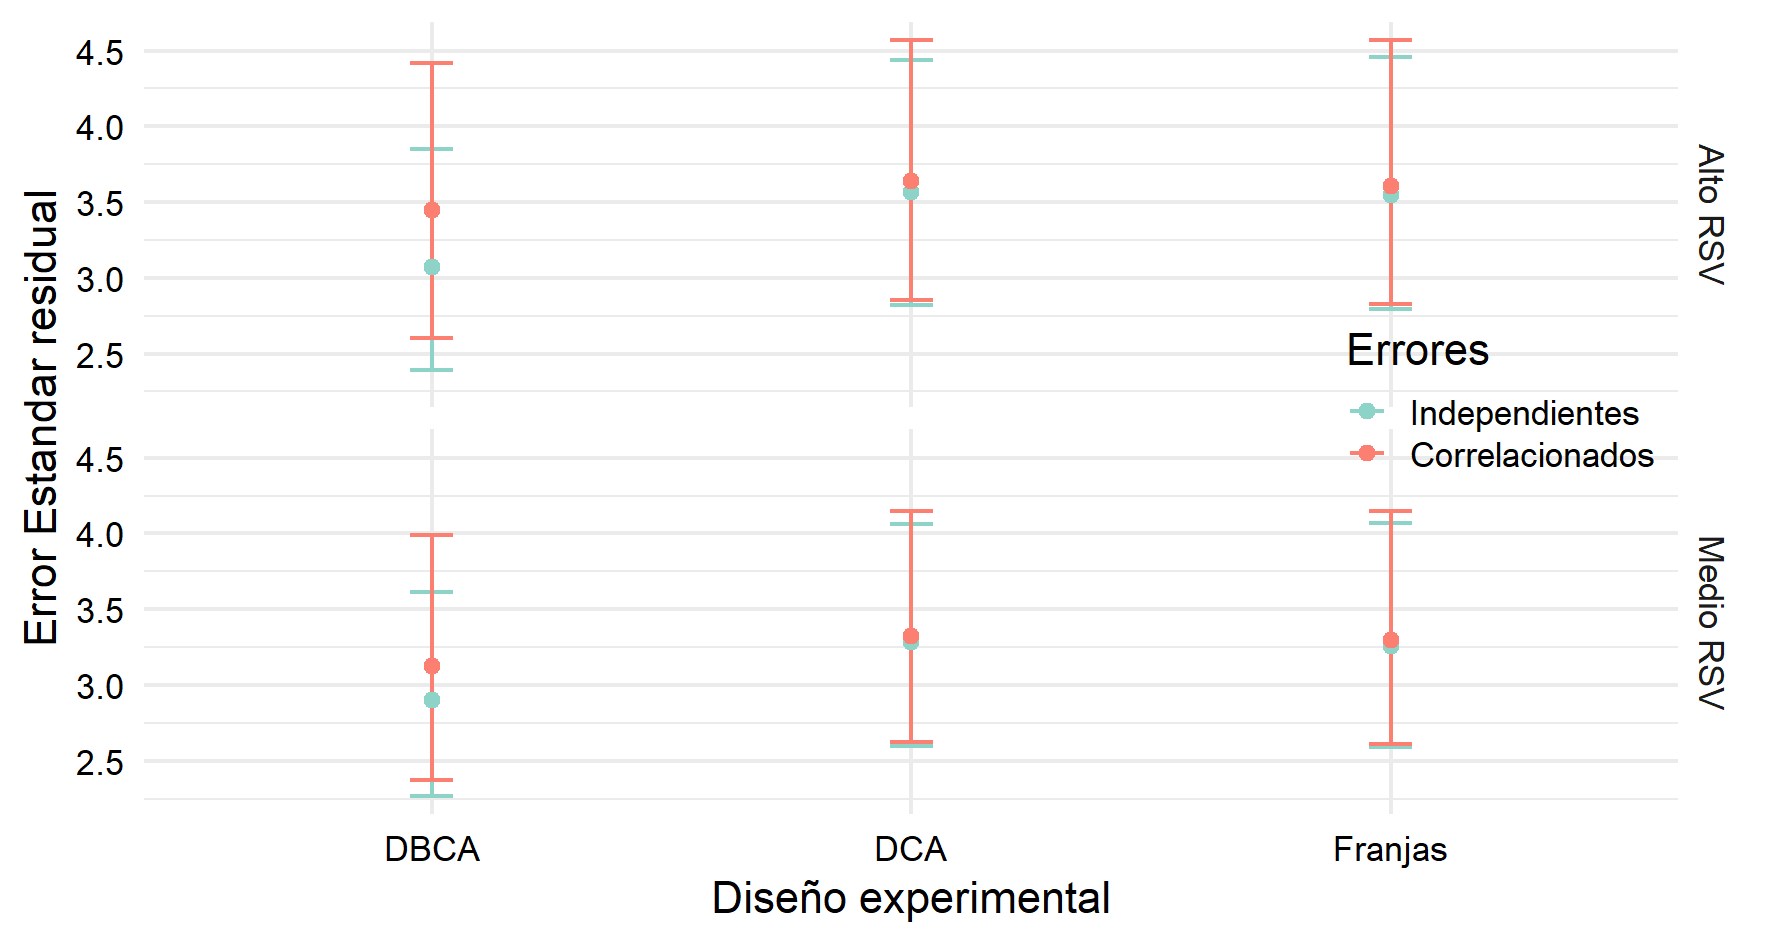 Error Estandar residual
4.5
4.0
3.5
3.0
2.5
Alto RSV
4.5
4.0
3.5
3.0
2.5
Medio RSV
Errores
Independientes
Correlacionados
DBCA DCA Franjas
Diseño experimental